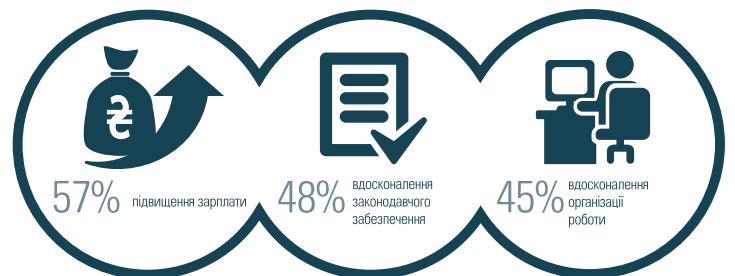 ₴
57% підвищення зарплати
48% вдосконалення
законодавчого
забезпечення
45% вдосконалення
організації
роботи